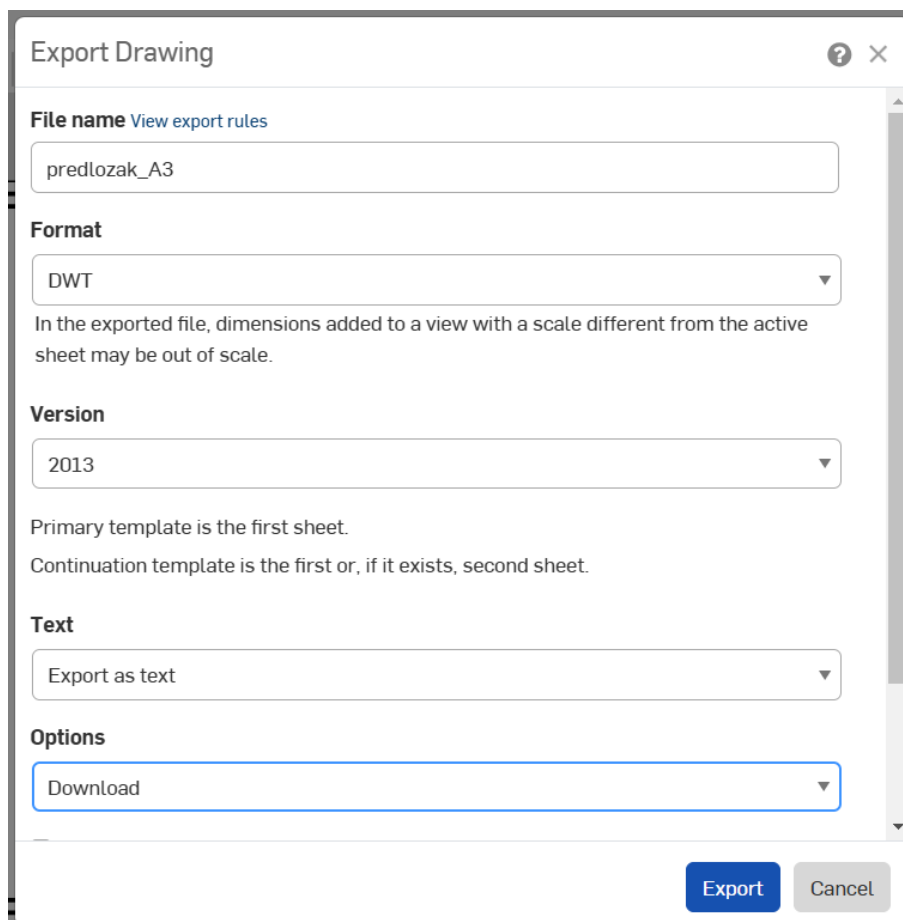 Export Drawing
File name View export rules
predlozak_A3
Format
DWT
In the exported file, dimensions added to a view with a scale different from the active
sheet may be out of scale.
Version
2013
Primary template is the first sheet.
Continuation template is the first or, if it exists, second sheet.
Text
Export as text
Options
Download
Export Cancel